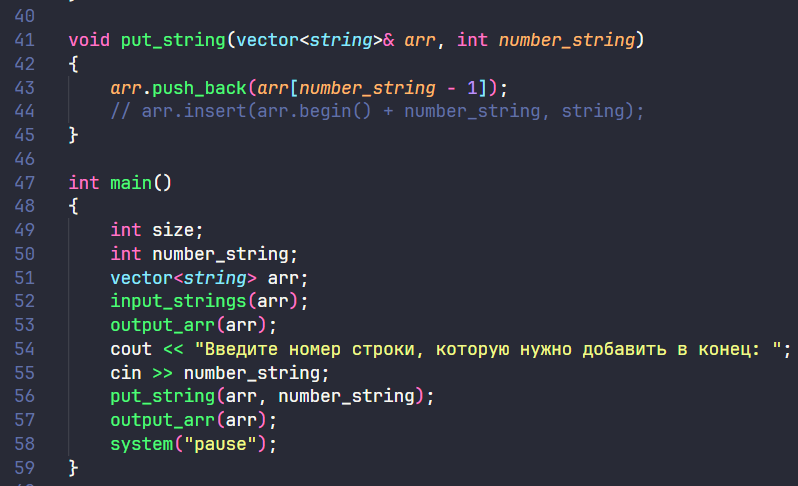 40
41 void put_string(vector<string>& arr, int number_string)
42 {
43 arr.push_back(arr[number_string - 1]);
44 // arr.insert(arr.begin() + number_string, string);
45 }
46
47 int main()
48 {
49 int size;
50 int number_string;
51 vector<string> arr;
52 input_strings(arr);
53 output_arr(arr);
54 cout << "Введите номер строки, которую нужно добавить в конец: ";
55 cin >> number_string;
56 put_string(arr, number_string);
57 output_arr(arr);
58 system("pause");
59 }